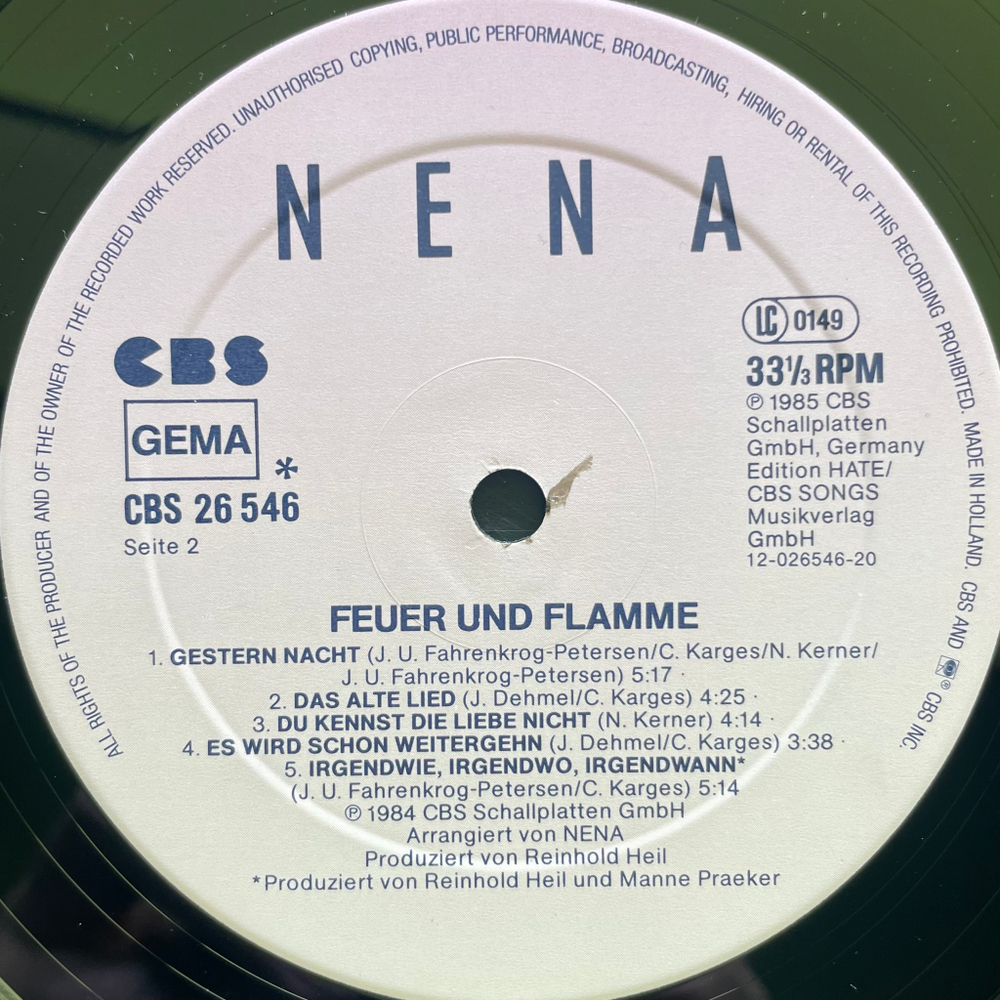 ALL RIGHTS OF THE PRODUCER AND OF THE OWNER OF THE RECORDED WORK RESERVED. UNAUTHORISED COPYING, PUBLIC PERFORMANCE, BROADCASTING, HIRING OR RENTAL OF THIS RECORDING PROHIBITED. MADE IN HOLLAND. CBS AND ® CBS INC.
NENA
CBS
GEMA
*
CBS 26 546
Seite 2
LC 0149
33⅓ RPM
℗ 1985 CBS
Schallplatten
GmbH, Germany
Edition HATE/
CBS SONGS
Musikverlag
GmbH
12-026546-20
FEUER UND FLAMME
1. GESTERN NACHT (J. U. Fahrenkrog-Petersen/C. Karges/N. Kerner/
J. U. Fahrenkrog-Petersen) 5:17 ·
2. DAS ALTE LIED (J. Dehmel/C. Karges) 4:25 ·
3. DU KENNST DIE LIEBE NICHT (N. Kerner) 4:14 ·
4. ES WIRD SCHON WEITERGEHN (J. Dehmel/C. Karges) 3:38 ·
5. IRGENDWIE, IRGENDWO, IRGENDWANN*
(J. U. Fahrenkrog-Petersen/C. Karges) 5:14
℗ 1984 CBS Schallplatten GmbH
Arrangiert von NENA
Produziert von Reinhold Heil
*Produziert von Reinhold Heil und Manne Praeker